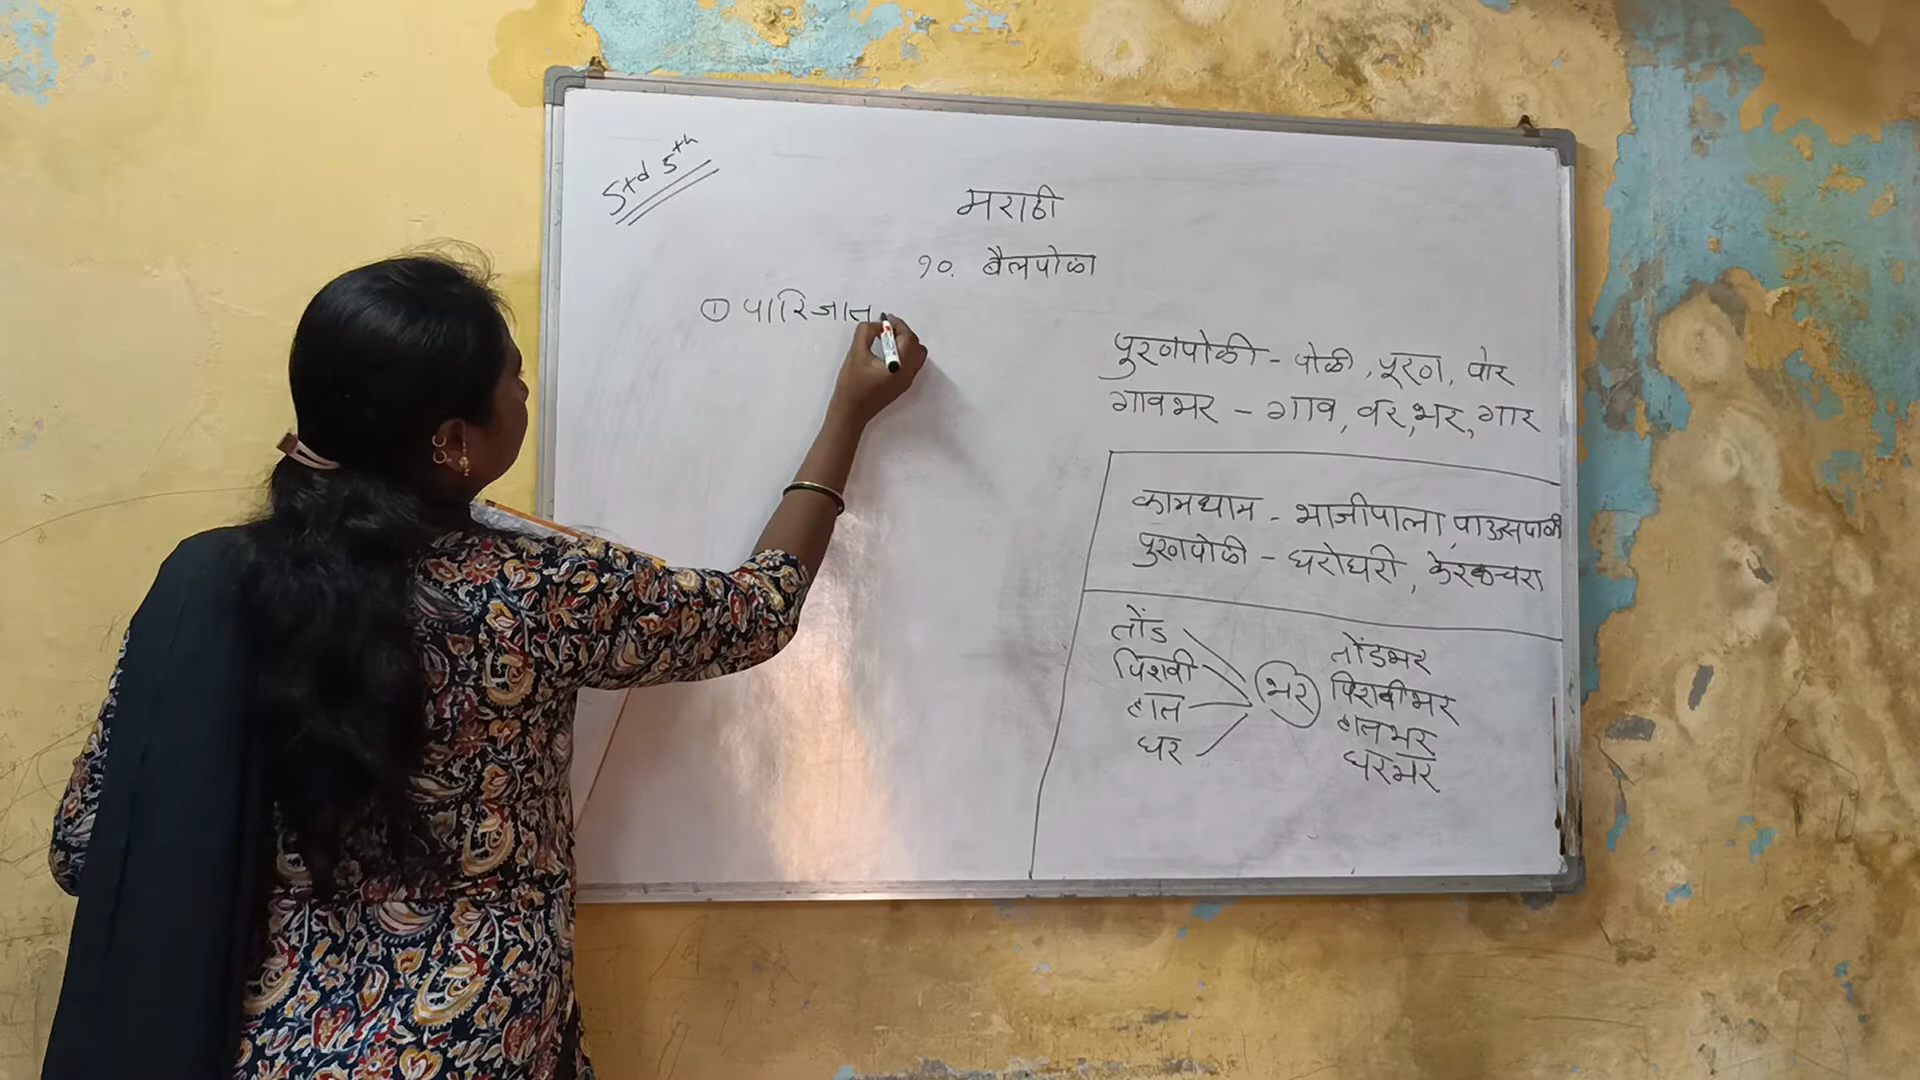 Std 5th
मराठी
१०. बैलपोळा
① पारिजात
पुरणपोळी - पोळी, पूरण, पोर
गावभर - गाव, वर, भर, गार
कामधाम - भाजीपाला, पाऊसपाणी
पुरणपोळी - घरोघरी, केरकचरा
तोंड
पिशवी
हात
घर
भर
तोंडभर
पिशवीभर
हातभर
घरभर